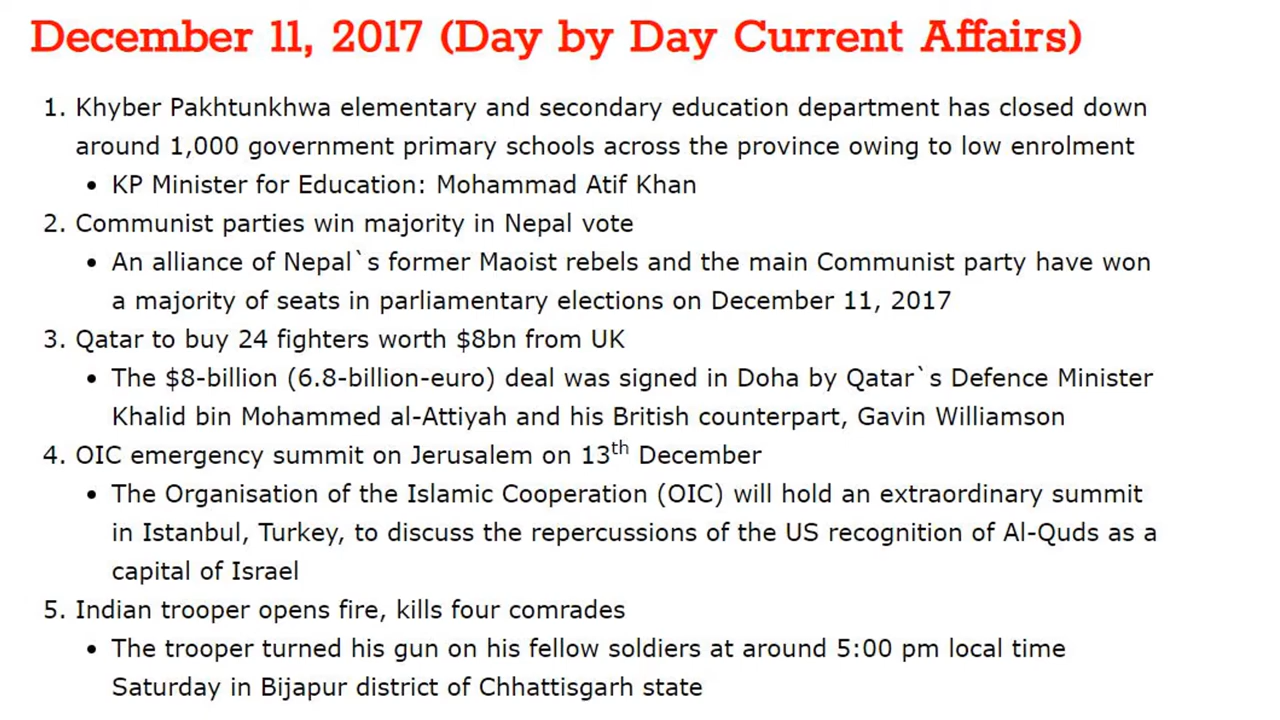 December 11, 2017 (Day by Day Current Affairs)
1. Khyber Pakhtunkhwa elementary and secondary education department has closed down
around 1,000 government primary schools across the province owing to low enrolment
• KP Minister for Education: Mohammad Atif Khan
2. Communist parties win majority in Nepal vote
• An alliance of Nepal`s former Maoist rebels and the main Communist party have won
a majority of seats in parliamentary elections on December 11, 2017
3. Qatar to buy 24 fighters worth $8bn from UK
• The $8-billion (6.8-billion-euro) deal was signed in Doha by Qatar`s Defence Minister
Khalid bin Mohammed al-Attiyah and his British counterpart, Gavin Williamson
4. OIC emergency summit on Jerusalem on 13th December
• The Organisation of the Islamic Cooperation (OIC) will hold an extraordinary summit
in Istanbul, Turkey, to discuss the repercussions of the US recognition of Al-Quds as a
capital of Israel
5. Indian trooper opens fire, kills four comrades
• The trooper turned his gun on his fellow soldiers at around 5:00 pm local time
Saturday in Bijapur district of Chhattisgarh state